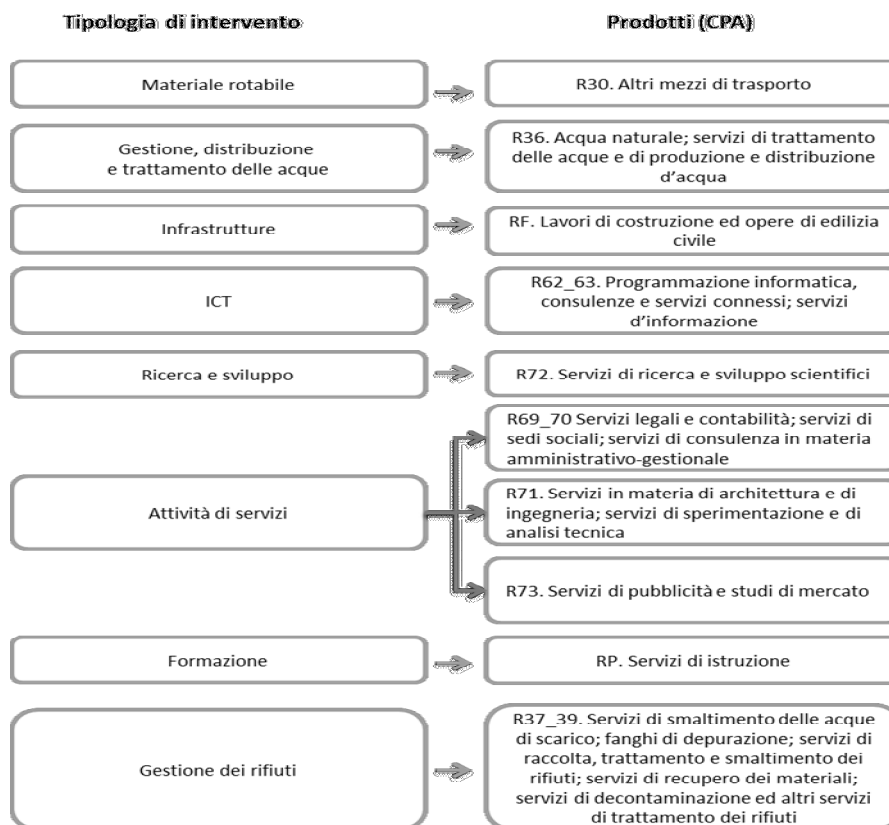 Tipologia di intervento
Prodotti (CPA)
Materiale rotabile
R30. Altri mezzi di trasporto
Gestione, distribuzione
e trattamento delle acque
R36. Acqua naturale; servizi di trattamento
delle acque e di produzione e distribuzione
d'acqua
Infrastrutture
RF. Lavori di costruzione ed opere di edilizia
civile
ICT
R62_63. Programmazione informatica,
consulenze e servizi connessi; servizi
d'informazione
Ricerca e sviluppo
R72. Servizi di ricerca e sviluppo scientifici
Attività di servizi
R69_70 Servizi legali e contabilità; servizi di
sedi sociali; servizi di consulenza in materia
amministrativo-gestionale
R71. Servizi in materia di architettura e di
ingegneria; servizi di sperimentazione e di
analisi tecnica
R73. Servizi di pubblicità e studi di mercato
Formazione
RP. Servizi di istruzione
Gestione dei rifiuti
R37_39. Servizi di smaltimento delle acque
di scarico; fanghi di depurazione; servizi di
raccolta, trattamento e smaltimento dei
rifiuti; servizi di recupero dei materiali;
servizi di decontaminazione ed altri servizi
di trattamento dei rifiuti